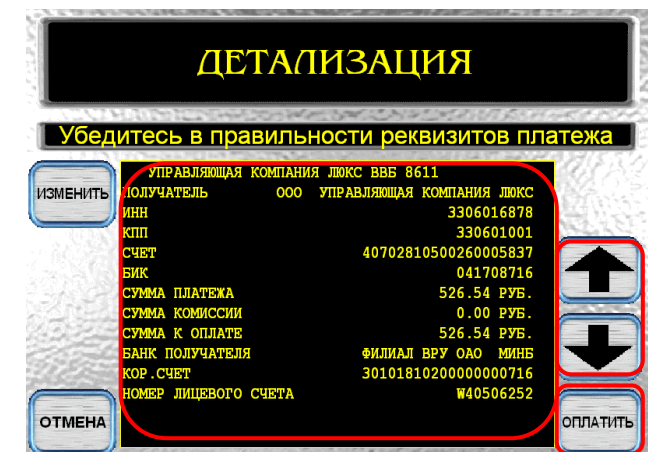 ДЕТАЛИЗАЦИЯ
Убедитесь в правильности реквизитов платежа
ИЗМЕНИТЬ
УПРАВЛЯЮЩАЯ КОМПАНИЯ ЛЮКС ВВБ 8611
ПОЛУЧАТЕЛЬ ООО УПРАВЛЯЮЩАЯ КОМПАНИЯ ЛЮКС
ИНН 3306016878
КПП 330601001
СЧЕТ 40702810500260005837
БИК 041708716
СУММА ПЛАТЕЖА 526.54 РУБ.
СУММА КОМИССИИ 0.00 РУБ.
СУММА К ОПЛАТЕ 526.54 РУБ.
БАНК ПОЛУЧАТЕЛЯ ФИЛИАЛ ВРУ ОАО МИНБ
КОР.СЧЕТ 30101810200000000716
НОМЕР ЛИЦЕВОГО СЧЕТА W40506252
ОТМЕНА
ОПЛАТИТЬ